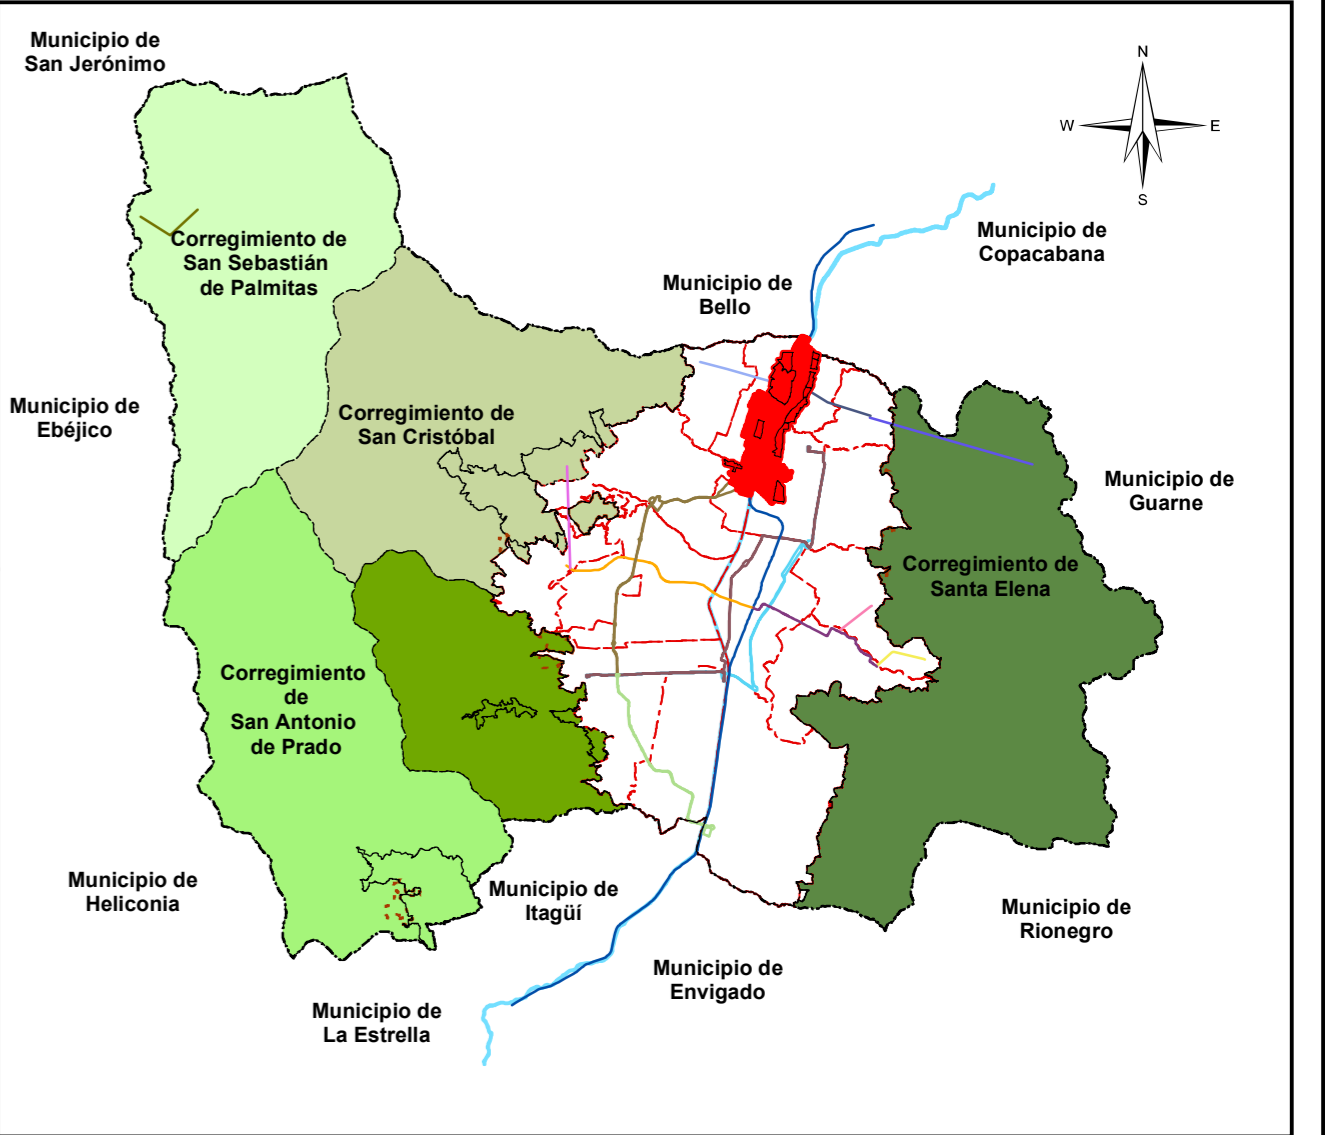 Municipio de
San Jerónimo
N
W
E
S
Municipio de
Copacabana
Corregimiento de
San Sebastián
de Palmitas
Municipio de
Bello
Municipio de
Ebéjico
Corregimiento de
San Cristóbal
Municipio de
Guarne
Corregimiento de
Santa Elena
Corregimiento
de
San Antonio
de Prado
Municipio de
Heliconia
Municipio de
Itagüí
Municipio de
Rionegro
Municipio de
Envigado
Municipio de
La Estrella